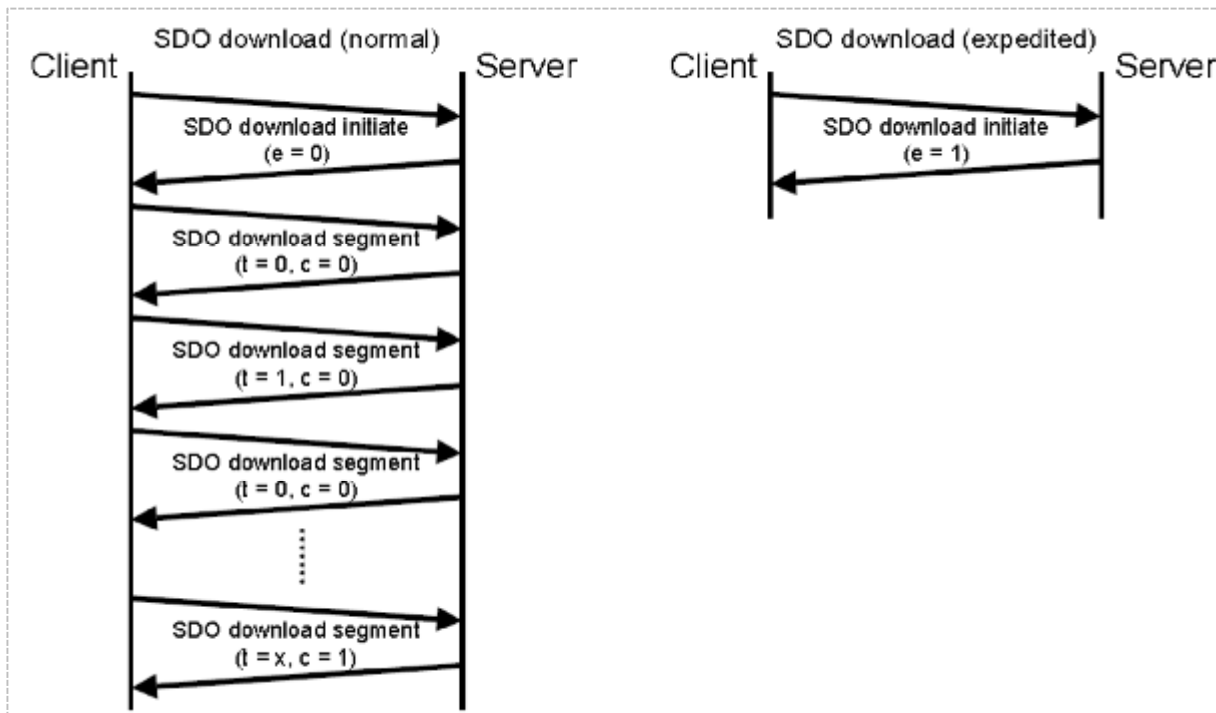 SDO download (normal)
Client
Server
SDO download initiate
(e = 0)
SDO download segment
(t = 0, c = 0)
SDO download segment
(t = 1, c = 0)
SDO download segment
(t = 0, c = 0)
SDO download segment
(t = x, c = 1)
SDO download (expedited)
Client
Server
SDO download initiate
(e = 1)